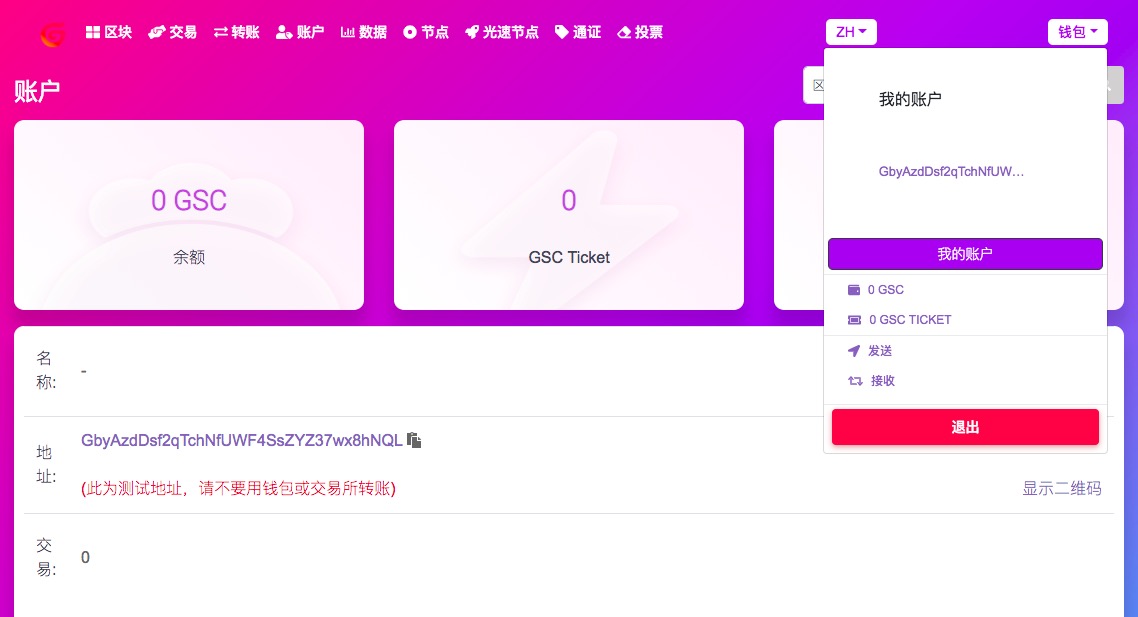 区块 交易 转账 账户 数据 节点 光速节点 通证 投票 ZH 钱包
账户
区
我的账户
GbyAzdDsf2qTchNfUW...
我的账户
0 GSC
0 GSC TICKET
发送
接收
退出
0 GSC
余额
0
GSC Ticket
名称:
-
地址:
GbyAzdDsf2qTchNfUWF4SsZYZ37wx8hNQL
(此为测试地址，请不要用钱包或交易所转账)
显示二维码
交易:
0